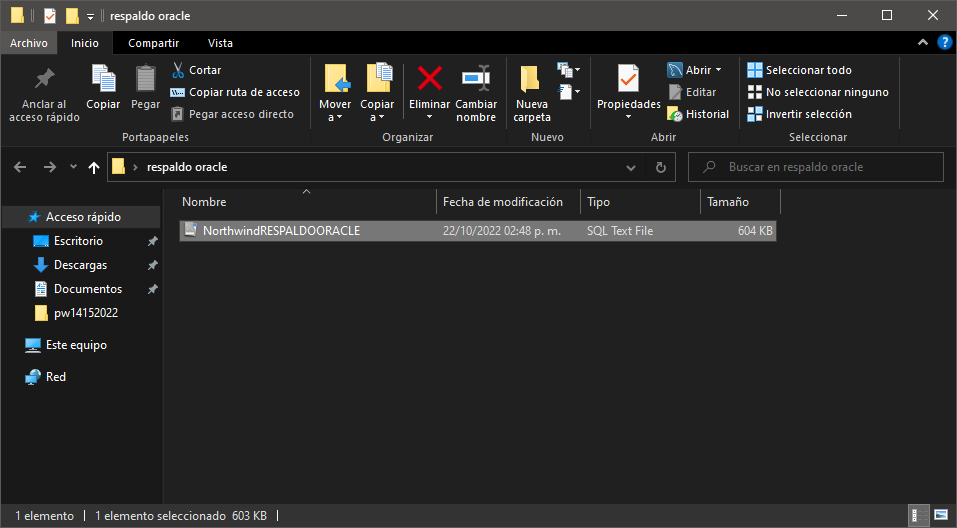 respaldo oracle
Archivo Inicio Compartir Vista
Anclar al acceso rápido
Copiar
Pegar
Cortar
Copiar ruta de acceso
Pegar acceso directo
Portapapeles
Mover a
Copiar a
Eliminar
Cambiar nombre
Organizar
Nueva carpeta
Nuevo
Propiedades
Abrir
Editar
Historial
Abrir
Seleccionar todo
No seleccionar ninguno
Invertir selección
Seleccionar
respaldo oracle
Buscar en respaldo oracle
Nombre Fecha de modificación Tipo Tamaño
NorthwindRESPALDOORACLE 22/10/2022 02:48 p. m. SQL Text File 604 KB
Acceso rápido
Escritorio
Descargas
Documentos
pw14152022
Este equipo
Red
1 elemento 1 elemento seleccionado 603 KB